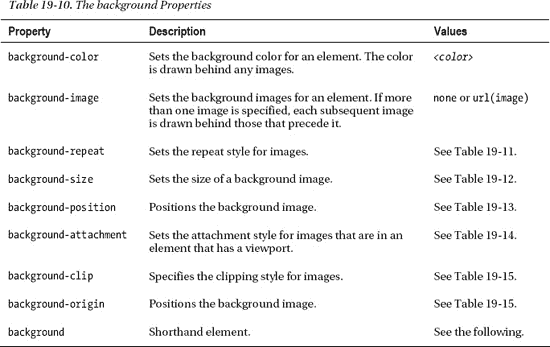 Table 19-10. The background Properties
Property Description Values
background-color Sets the background color for an element. The color <color>
is drawn behind any images.
background-image Sets the background images for an element. If more none or url(image)
than one image is specified, each subsequent image
is drawn behind those that precede it.
background-repeat Sets the repeat style for images. See Table 19-11.
background-size Sets the size of a background image. See Table 19-12.
background-position Positions the background image. See Table 19-13.
background-attachment Sets the attachment style for images that are in an See Table 19-14.
element that has a viewport.
background-clip Specifies the clipping style for images. See Table 19-15.
background-origin Positions the background image. See Table 19-15.
background Shorthand element. See the following.